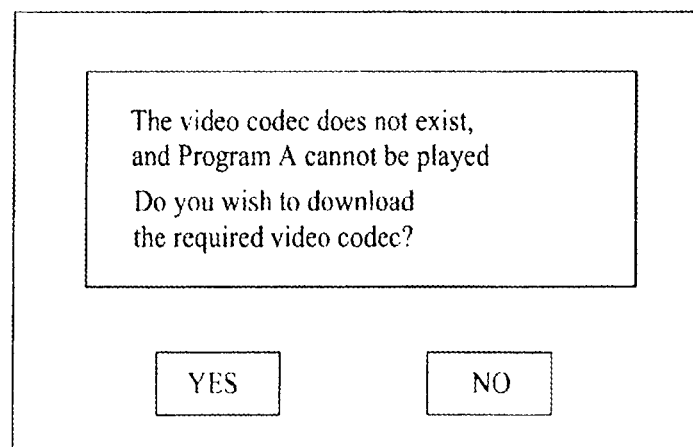 The video codec does not exist,
and Program A cannot be played
Do you wish to download
the required video codec?
YES
NO